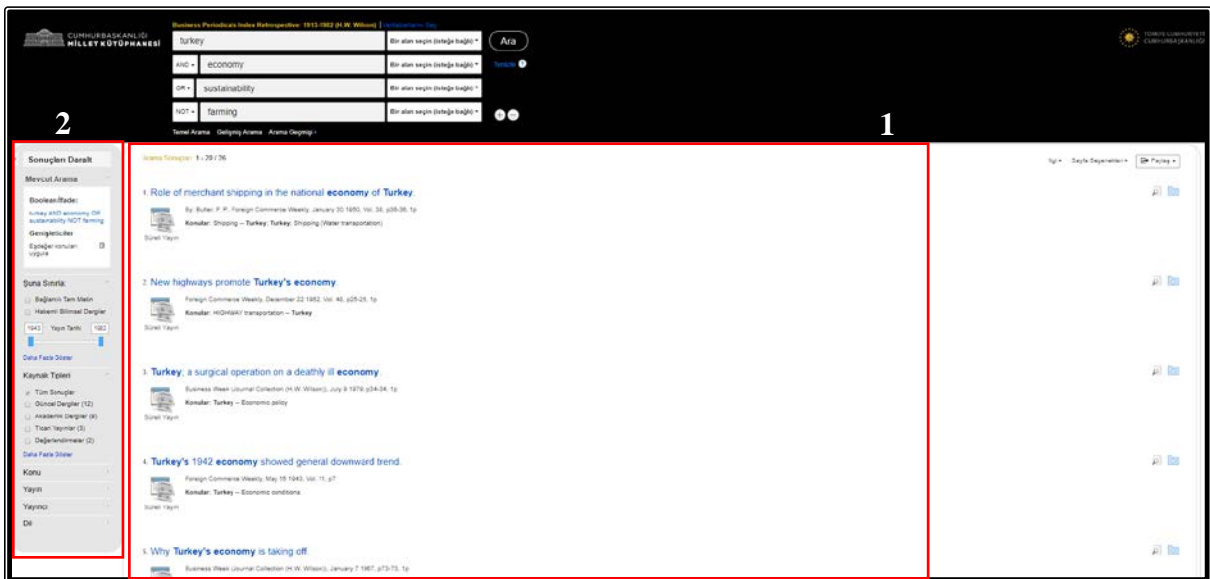 Business Periodicals Index Retrospective: 1913-1982 (H.W. Wilson)
CUMHURBAŞKANLIĞI
MİLLET KÜTÜPHANESİ
turkey
Bir alan seçin (isteğe bağlı)
Ara
TÜRKİYE CUMHURİYETİ
CUMHURBAŞKANLIĞI
AND
economy
Bir alan seçin (isteğe bağlı)
Temizle
OR
sustainability
Bir alan seçin (isteğe bağlı)
NOT
farming
Bir alan seçin (isteğe bağlı)
Temel Arama Gelişmiş Arama Arama Geçmişi
2
1
Sonuçları Daralt
Mevcut Arama
Boolean/İfade:
turkey AND economy OR
sustainability NOT farming
Genişleticiler
Eşdeğer konuları
uygula
Şuna Sınırla:
Bağlantılı Tam Metin
Hakemli Bilimsel Dergiler
1943 Yayın Tarihi 1982
Daha Fazla Göster
Kaynak Tipleri
Tüm Sonuçlar
Güncel Dergiler (12)
Akademik Dergiler (9)
Ticari Yayınlar (3)
Değerlendirmeler (2)
Daha Fazla Göster
Konu
Yayın
Yayıncı
Dil
Arama Sonuçları: 1 - 20 / 26
İlgi Sayfa Seçenekleri Paylaş
1. Role of merchant shipping in the national economy of Turkey.
By: Butler, F. P. Foreign Commerce Weekly. January 30 1950, Vol. 38, p35-36, 1p
Konular: Shipping -- Turkey; Turkey; Shipping (Water transportation)
Süreli Yayın
2. New highways promote Turkey's economy.
Foreign Commerce Weekly. December 22 1952, Vol. 48, p25-25, 1p
Konular: HIGHWAY transportation -- Turkey
Süreli Yayın
3. Turkey; a surgical operation on a deathly ill economy.
Business Week (Journal Collection (H.W. Wilson)). July 9 1979, p34-34, 1p
Konular: Turkey -- Economic policy
Süreli Yayın
4. Turkey's 1942 economy showed general downward trend.
Foreign Commerce Weekly. May 15 1943, Vol. 11, p7
Konular: Turkey -- Economic conditions
Süreli Yayın
5. Why Turkey's economy is taking off.
Business Week (Journal Collection (H.W. Wilson)). January 7 1967, p73-73, 1p